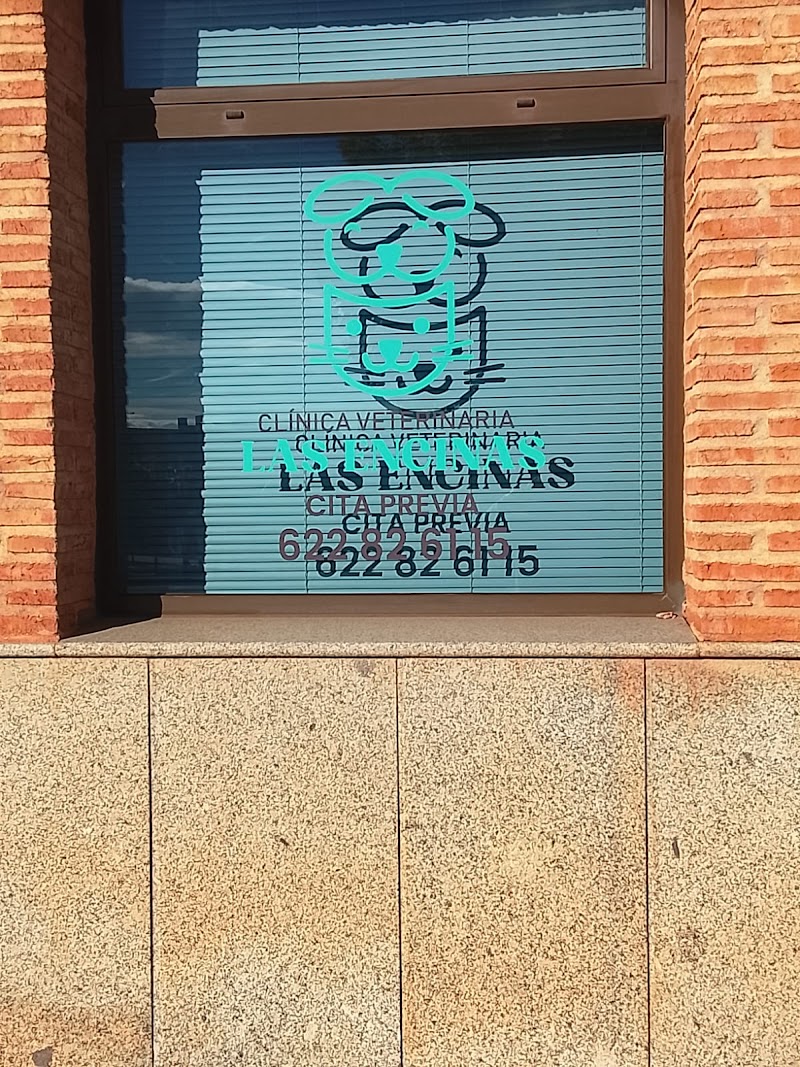 CLÍNICA VETERINARIA
LAS ENCINAS
CITA PREVIA
622 82 61 15